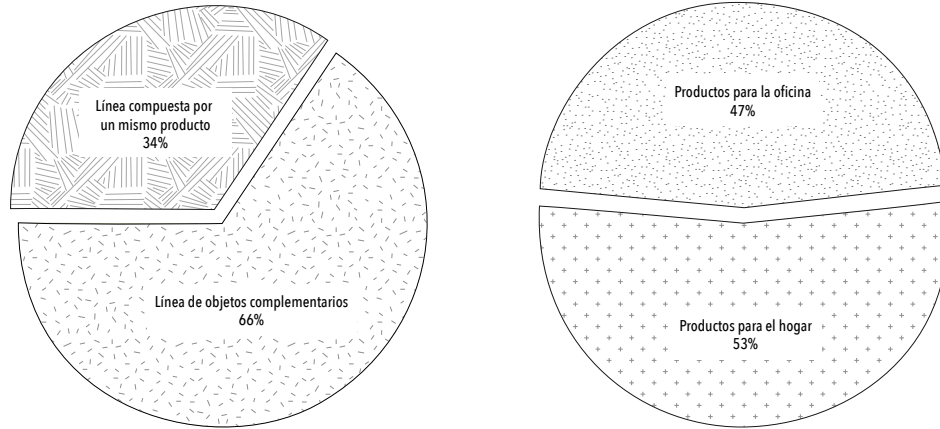 Línea compuesta por
un mismo producto
34%
Línea de objetos complementarios
66%
Productos para la oficina
47%
Productos para el hogar
53%